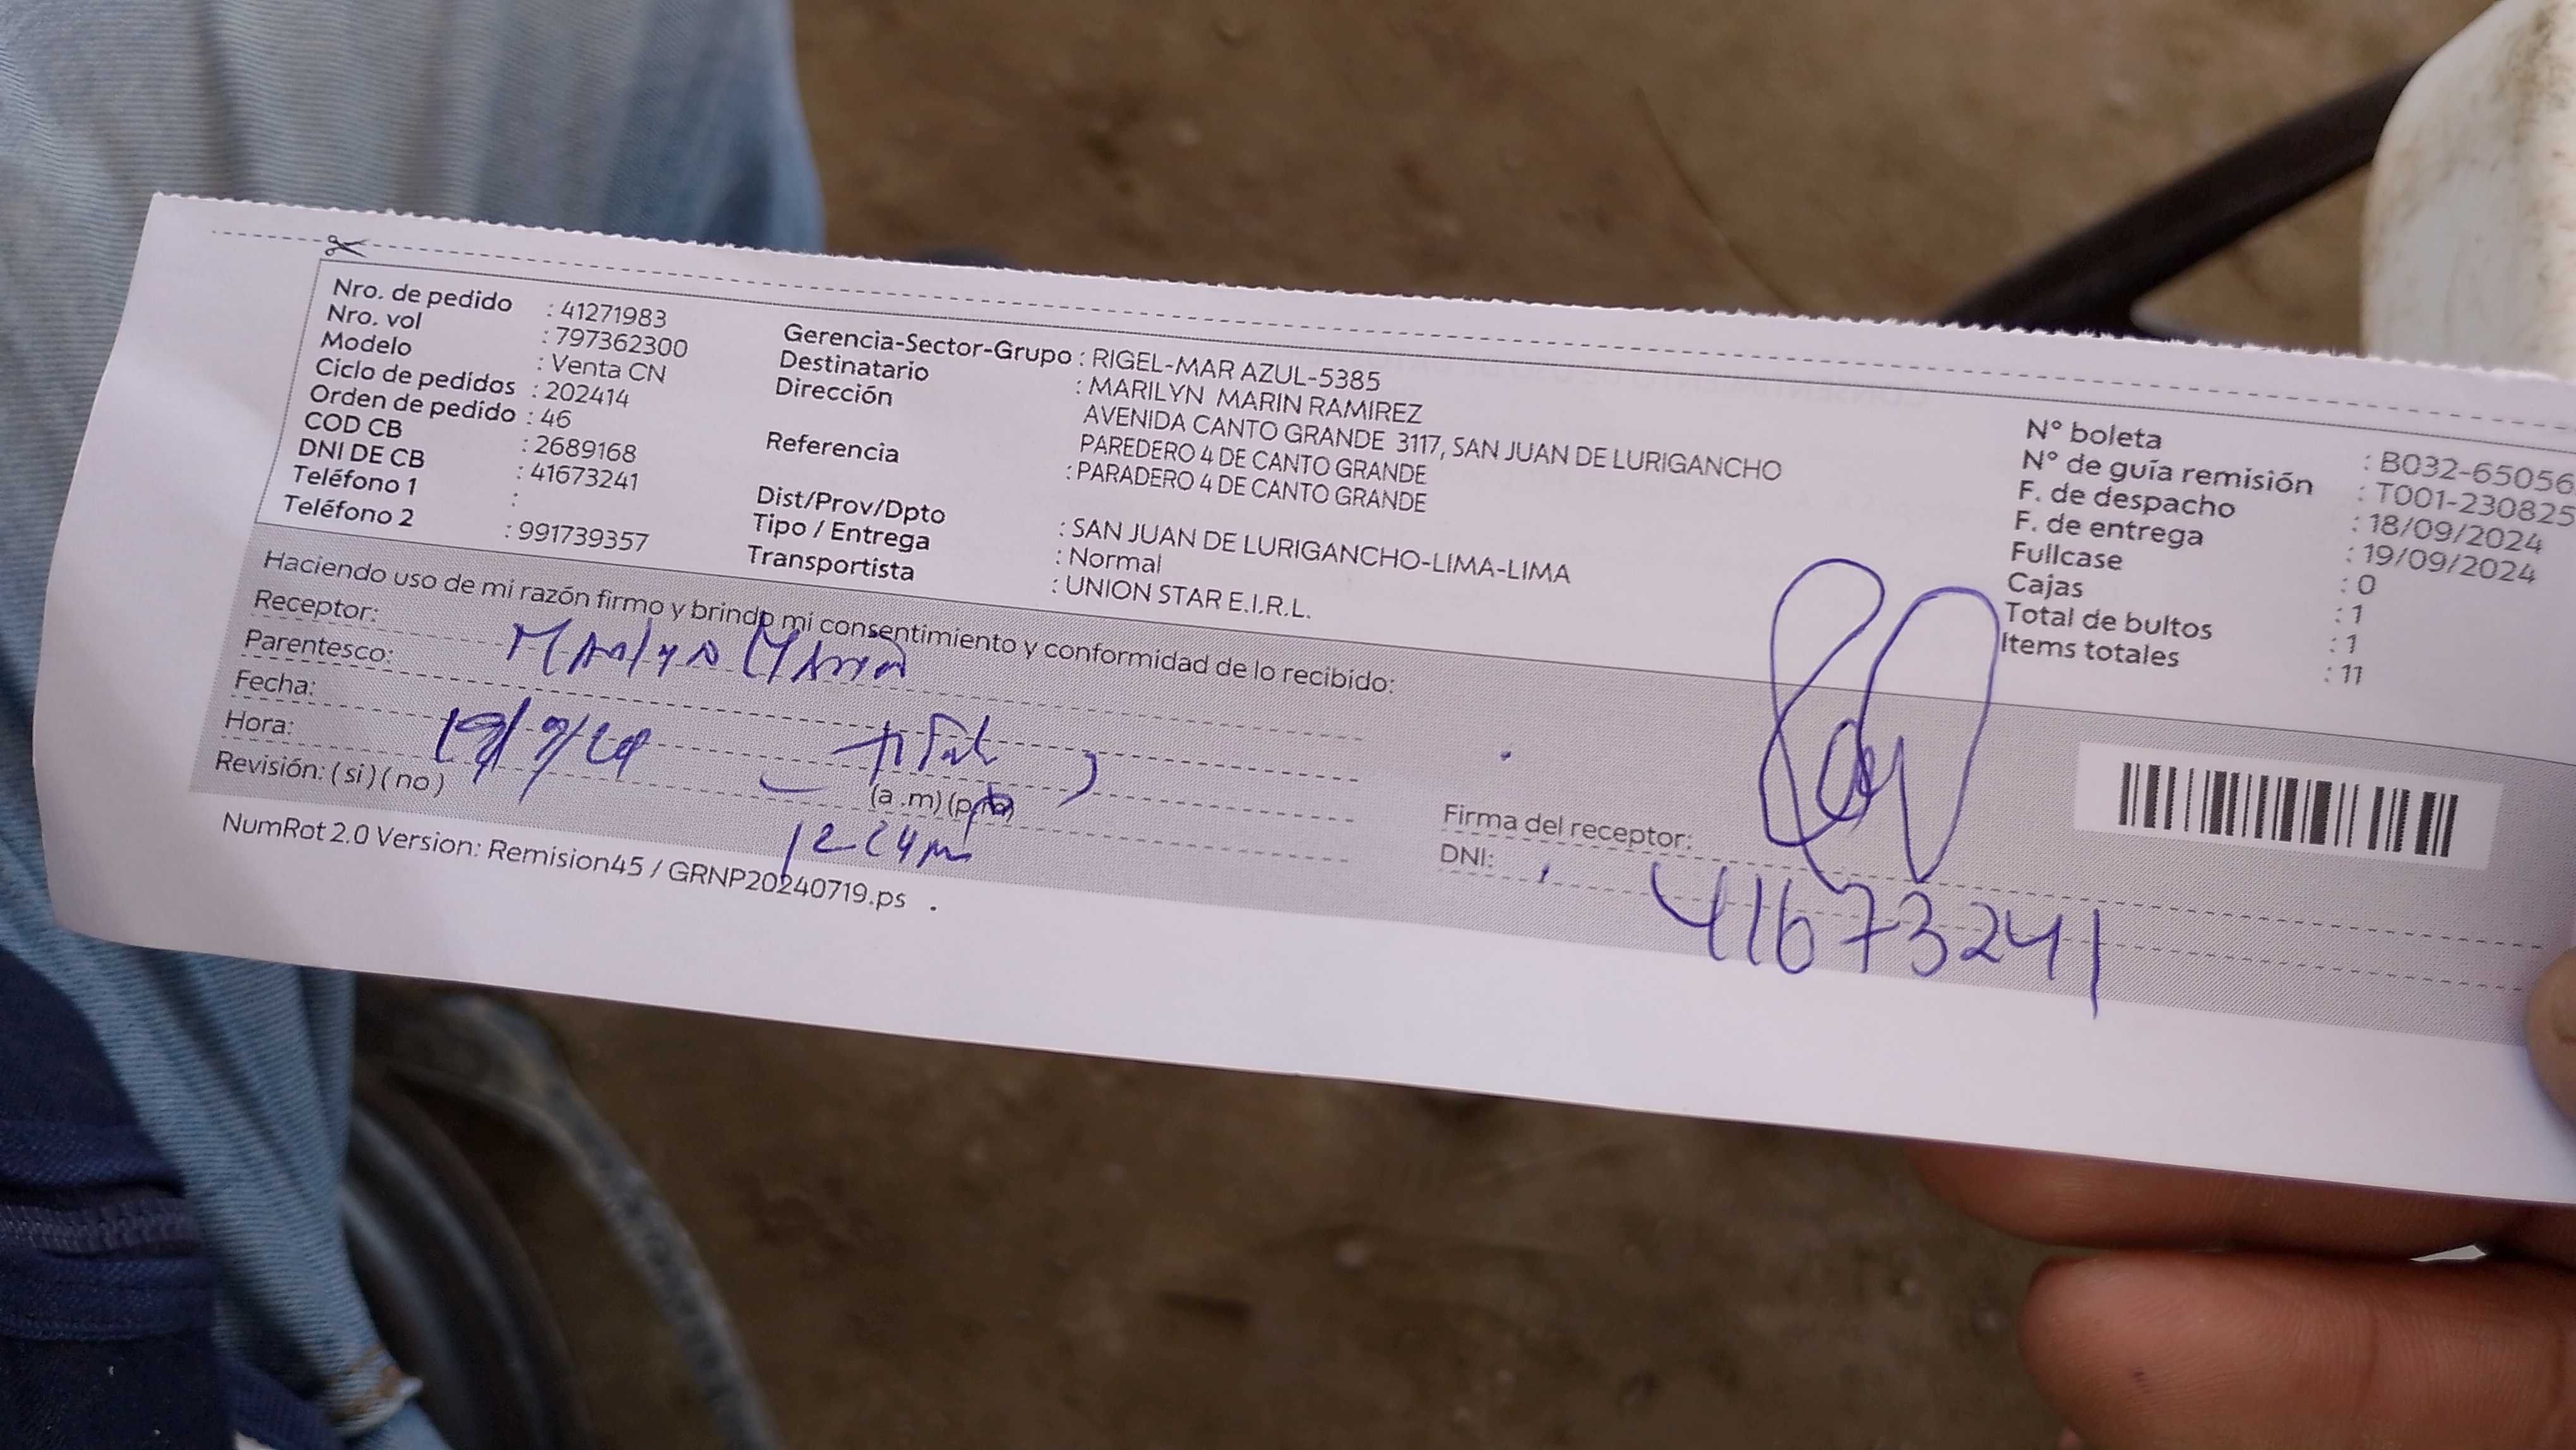 Nro. de pedido : 41271983
Nro. vol : 797362300
Modelo : Venta CN
Ciclo de pedidos : 202414
Orden de pedido : 46
COD CB : 2689168
DNI DE CB : 41673241
Teléfono 1 :
Teléfono 2 : 991739357
Gerencia-Sector-Grupo : RIGEL-MAR AZUL-5385
Destinatario : MARILYN MARIN RAMIREZ
Dirección AVENIDA CANTO GRANDE 3117, SAN JUAN DE LURIGANCHO
PAREDERO 4 DE CANTO GRANDE
Referencia : PARADERO 4 DE CANTO GRANDE
Dist/Prov/Dpto : SAN JUAN DE LURIGANCHO-LIMA-LIMA
Tipo / Entrega : Normal
Transportista : UNION STAR E.I.R.L.
N° boleta : B032-65056
N° de guía remisión : T001-230825
F. de despacho : 18/09/2024
F. de entrega : 19/09/2024
Fullcase : 0
Cajas : 1
Total de bultos : 1
Items totales : 11
Haciendo uso de mi razón firmo y brindo mi consentimiento y conformidad de lo recibido:
Receptor: Marilyn Marin
Parentesco:
Fecha: 19/9/24
Hora: (a .m) (p.m)
Revisión: ( si ) ( no )
Firma del receptor:
DNI: 41673241
NumRot 2.0 Version: Remision45 / GRNP20240719.ps